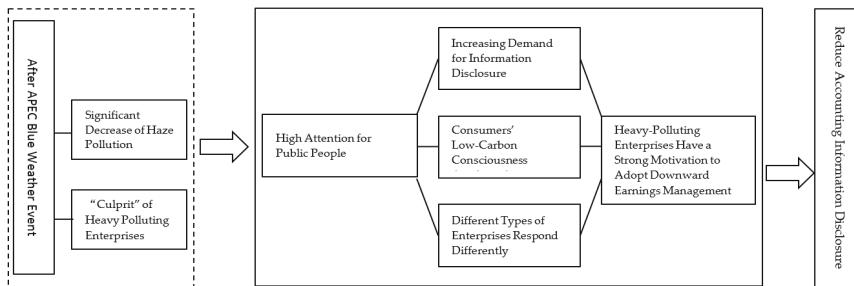 After APEC Blue Weather Event
Significant
Decrease of Haze
Pollution
“Culprit” of
Heavy Polluting
Enterprises
High Attention for
Public People
Increasing Demand
for Information
Disclosure
Consumers’
Low-Carbon
Consciousness
Different Types of
Enterprises Respond
Differently
Heavy-Polluting
Enterprises Have a
Strong Motivation to
Adopt Downward
Earnings Management
Reduce Accounting Information Disclosure